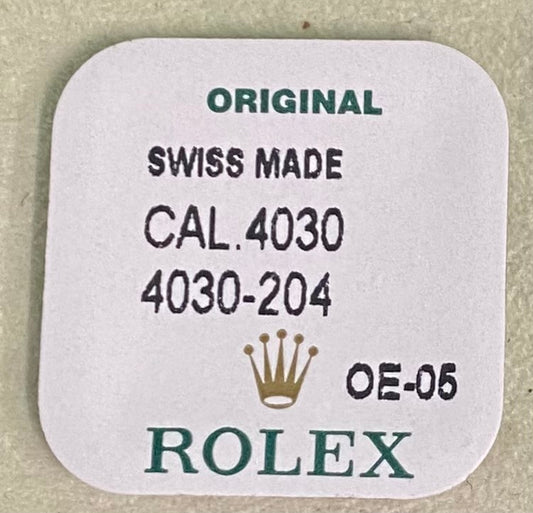 ORIGINAL
SWISS MADE
CAL.4030
4030-204
OE-05
ROLEX